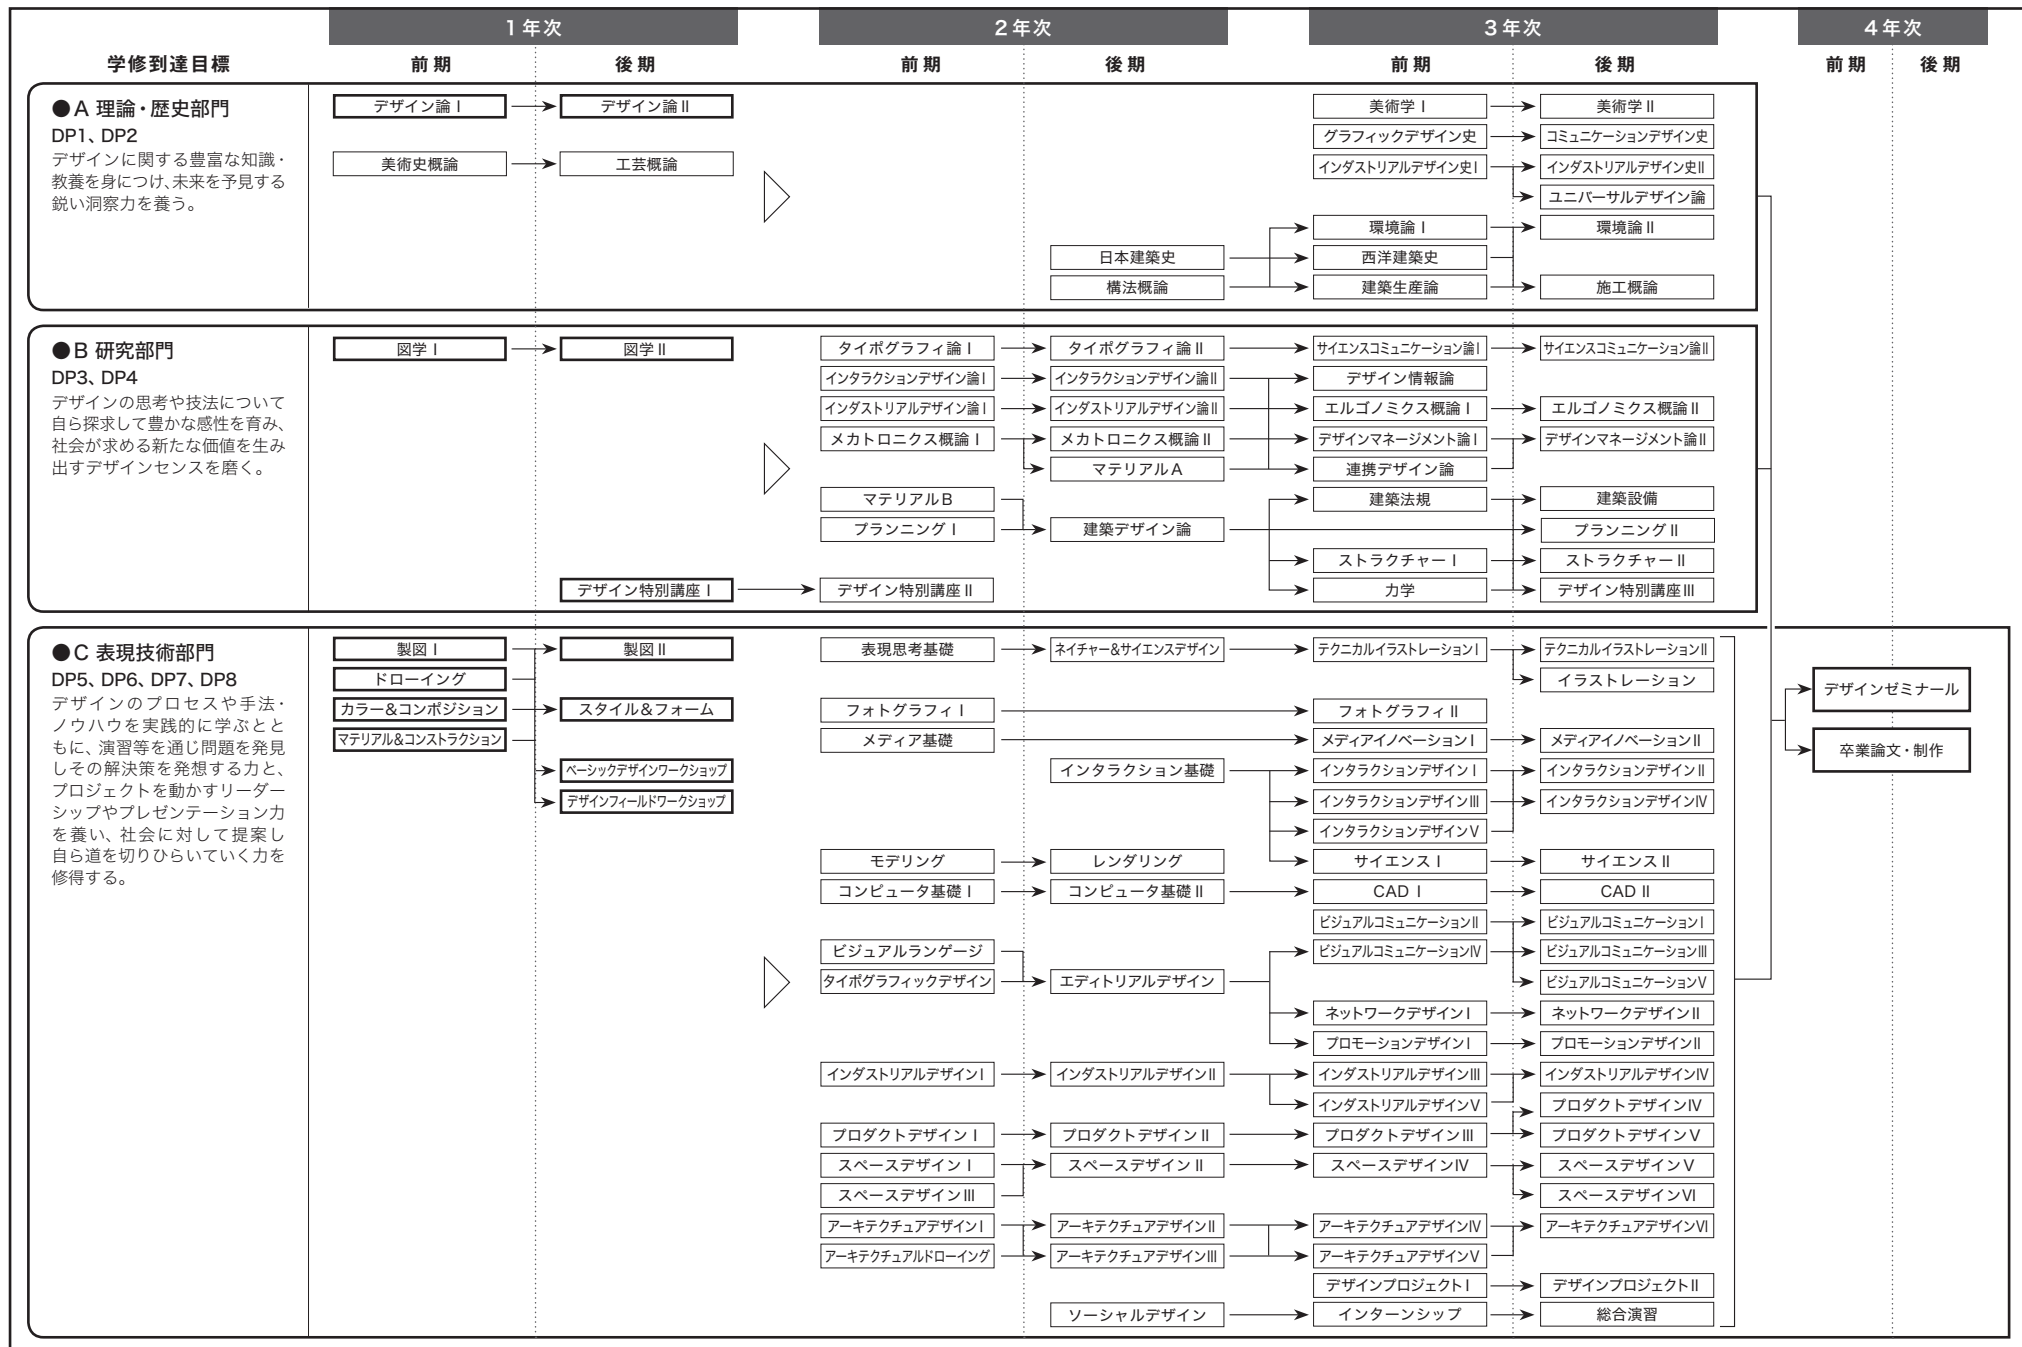 1年次 2年次 3年次 4年次
学修到達目標 前期 後期 前期 後期 前期 後期 前期 後期
●A 理論・歴史部門
DP1、DP2
デザインに関する豊富な知識・
教養を身につけ、未来を予見する
鋭い洞察力を養う。
デザイン論Ⅰ デザイン論Ⅱ 美術学Ⅰ 美術学Ⅱ
グラフィックデザイン史 コミュニケーションデザイン史
美術史概論 工芸概論 インダストリアルデザイン史Ⅰ インダストリアルデザイン史Ⅱ
ユニバーサルデザイン論
環境論Ⅰ 環境論Ⅱ
日本建築史 西洋建築史
構法概論 建築生産論 施工概論
●B 研究部門
DP3、DP4
デザインの思考や技法について
自ら探求して豊かな感性を育み、
社会が求める新たな価値を生み
出すデザインセンスを磨く。
図学Ⅰ 図学Ⅱ タイポグラフィ論Ⅰ タイポグラフィ論Ⅱ サイエンスコミュニケーション論Ⅰ サイエンスコミュニケーション論Ⅱ
インタラクションデザイン論Ⅰ インタラクションデザイン論Ⅱ デザイン情報論
インダストリアルデザイン論Ⅰ インダストリアルデザイン論Ⅱ エルゴノミクス概論Ⅰ エルゴノミクス概論Ⅱ
メカトロニクス概論Ⅰ メカトロニクス概論Ⅱ デザインマネージメント論Ⅰ デザインマネージメント論Ⅱ
マテリアルA 連携デザイン論
マテリアルB 建築法規 建築設備
プランニングⅠ 建築デザイン論 プランニングⅡ
ストラクチャーⅠ ストラクチャーⅡ
デザイン特別講座Ⅰ デザイン特別講座Ⅱ 力学 デザイン特別講座Ⅲ
●C 表現技術部門
DP5、DP6、DP7、DP8
デザインのプロセスや手法・
ノウハウを実践的に学ぶとと
もに、演習等を通じ問題を発見
しその解決策を発想する力と、
プロジェクトを動かすリーダー
シップやプレゼンテーション力
を養い、社会に対して提案し
自ら道を切りひらいていく力を
修得する。
製図Ⅰ 製図Ⅱ 表現思考基礎 ネイチャー&サイエンスデザイン テクニカルイラストレーションⅠ テクニカルイラストレーションⅡ
ドローイング イラストレーション
カラー&コンポジション スタイル&フォーム フォトグラフィⅠ フォトグラフィⅡ
マテリアル&コンストラクション メディア基礎 メディアイノベーションⅠ メディアイノベーションⅡ
ベーシックデザインワークショップ インタラクション基礎 インタラクションデザインⅠ インタラクションデザインⅡ
デザインフィールドワークショップ インタラクションデザインⅢ インタラクションデザインⅣ
インタラクションデザインⅤ
モデリング レンダリング サイエンスⅠ サイエンスⅡ
コンピュータ基礎Ⅰ コンピュータ基礎Ⅱ CADⅠ CADⅡ
ビジュアルコミュニケーションⅡ ビジュアルコミュニケーションⅠ
ビジュアルランゲージ ビジュアルコミュニケーションⅣ ビジュアルコミュニケーションⅢ
タイポグラフィックデザイン エディトリアルデザイン ビジュアルコミュニケーションⅤ
ネットワークデザインⅠ ネットワークデザインⅡ
プロモーションデザインⅠ プロモーションデザインⅡ
インダストリアルデザインⅠ インダストリアルデザインⅡ インダストリアルデザインⅢ インダストリアルデザインⅣ
インダストリアルデザインⅤ プロダクトデザインⅣ
プロダクトデザインⅠ プロダクトデザインⅡ プロダクトデザインⅢ プロダクトデザインⅤ
スペースデザインⅠ スペースデザインⅡ スペースデザインⅣ スペースデザインⅤ
スペースデザインⅢ スペースデザインⅥ
アーキテクチュアデザインⅠ アーキテクチュアデザインⅡ アーキテクチュアデザインⅣ アーキテクチュアデザインⅥ
アーキテクチュアルドローイング アーキテクチュアデザインⅢ アーキテクチュアデザインⅤ
デザインプロジェクトⅠ デザインプロジェクトⅡ
ソーシャルデザイン インターンシップ 総合演習
デザインゼミナール
卒業論文・制作